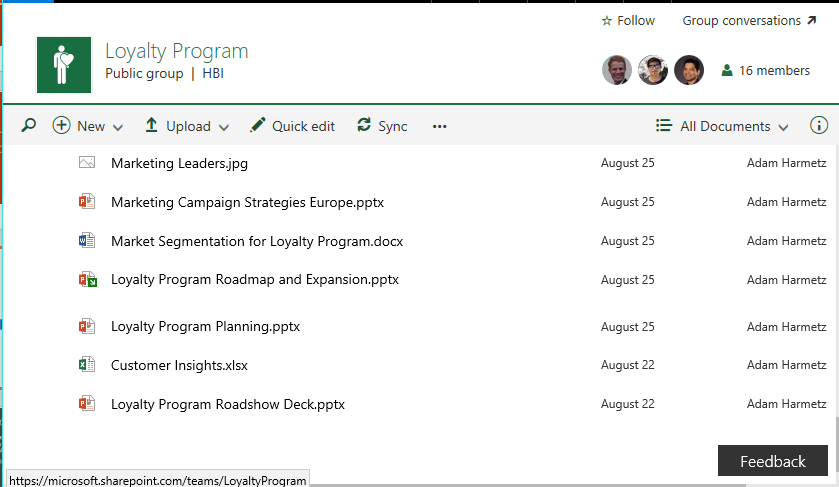 Follow Group conversations
Loyalty Program
Public group | HBI
16 members
New Upload Quick edit Sync ... All Documents
Marketing Leaders.jpg August 25 Adam Harmetz
Marketing Campaign Strategies Europe.pptx August 25 Adam Harmetz
Market Segmentation for Loyalty Program.docx August 25 Adam Harmetz
Loyalty Program Roadmap and Expansion.pptx August 25 Adam Harmetz
Loyalty Program Planning.pptx August 25 Adam Harmetz
Customer Insights.xlsx August 22 Adam Harmetz
Loyalty Program Roadshow Deck.pptx August 22 Adam Harmetz
Feedback
https://microsoft.sharepoint.com/teams/LoyaltyProgram